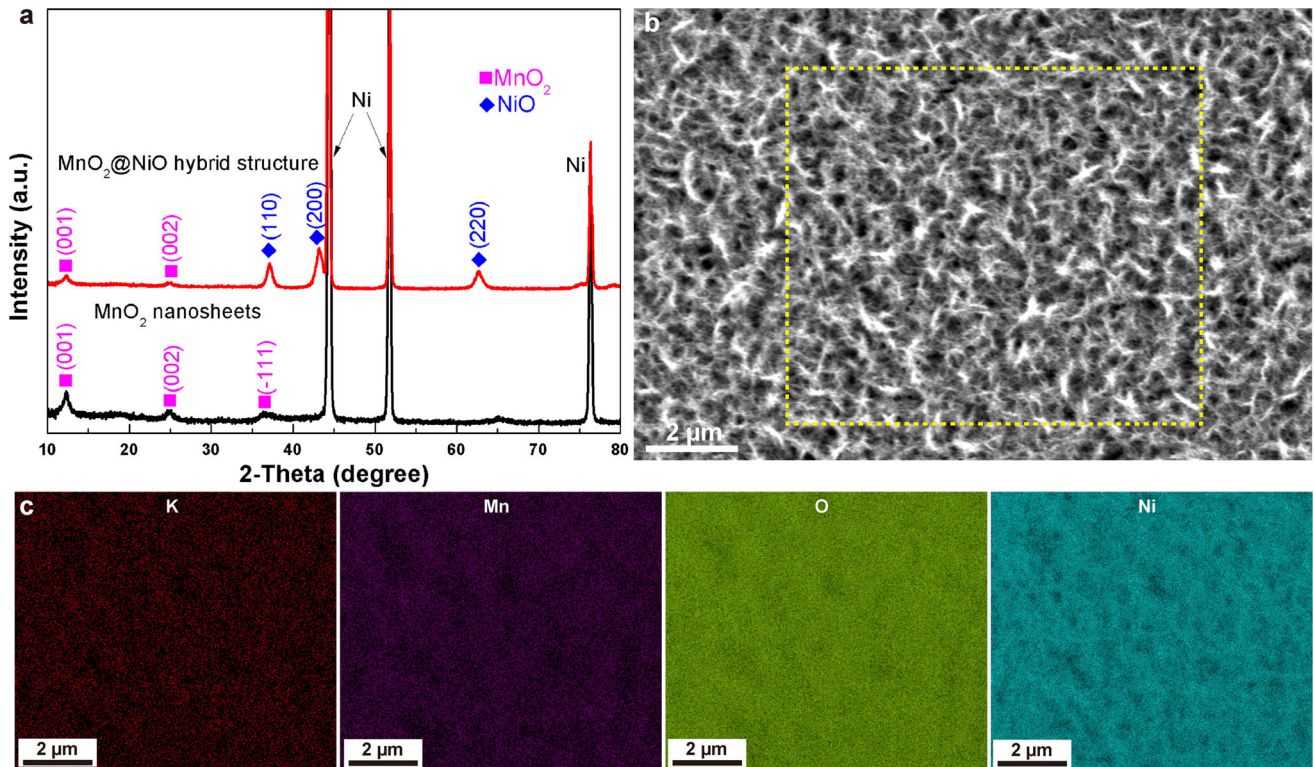 a
■MnO₂
◆NiO
Ni
MnO₂@NiO hybrid structure
Ni
(001)
(002)
(110)
(200)
(220)
MnO₂ nanosheets
(001)
(002)
(-111)
Intensity (a.u.)
10 20 30 40 50 60 70 80
2-Theta (degree)
b
2 µm
c
K
2 µm
Mn
2 µm
O
2 µm
Ni
2 µm